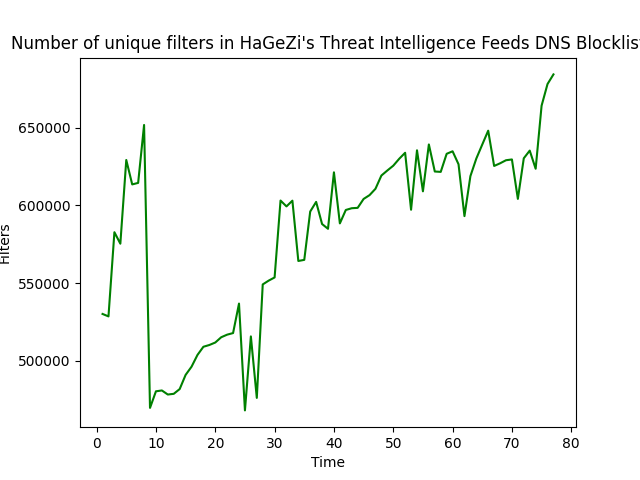 Number of unique filters in HaGeZi's Threat Intelligence Feeds DNS Blocklist
650000
600000
550000
500000
Filters
0 10 20 30 40 50 60 70 80
Time